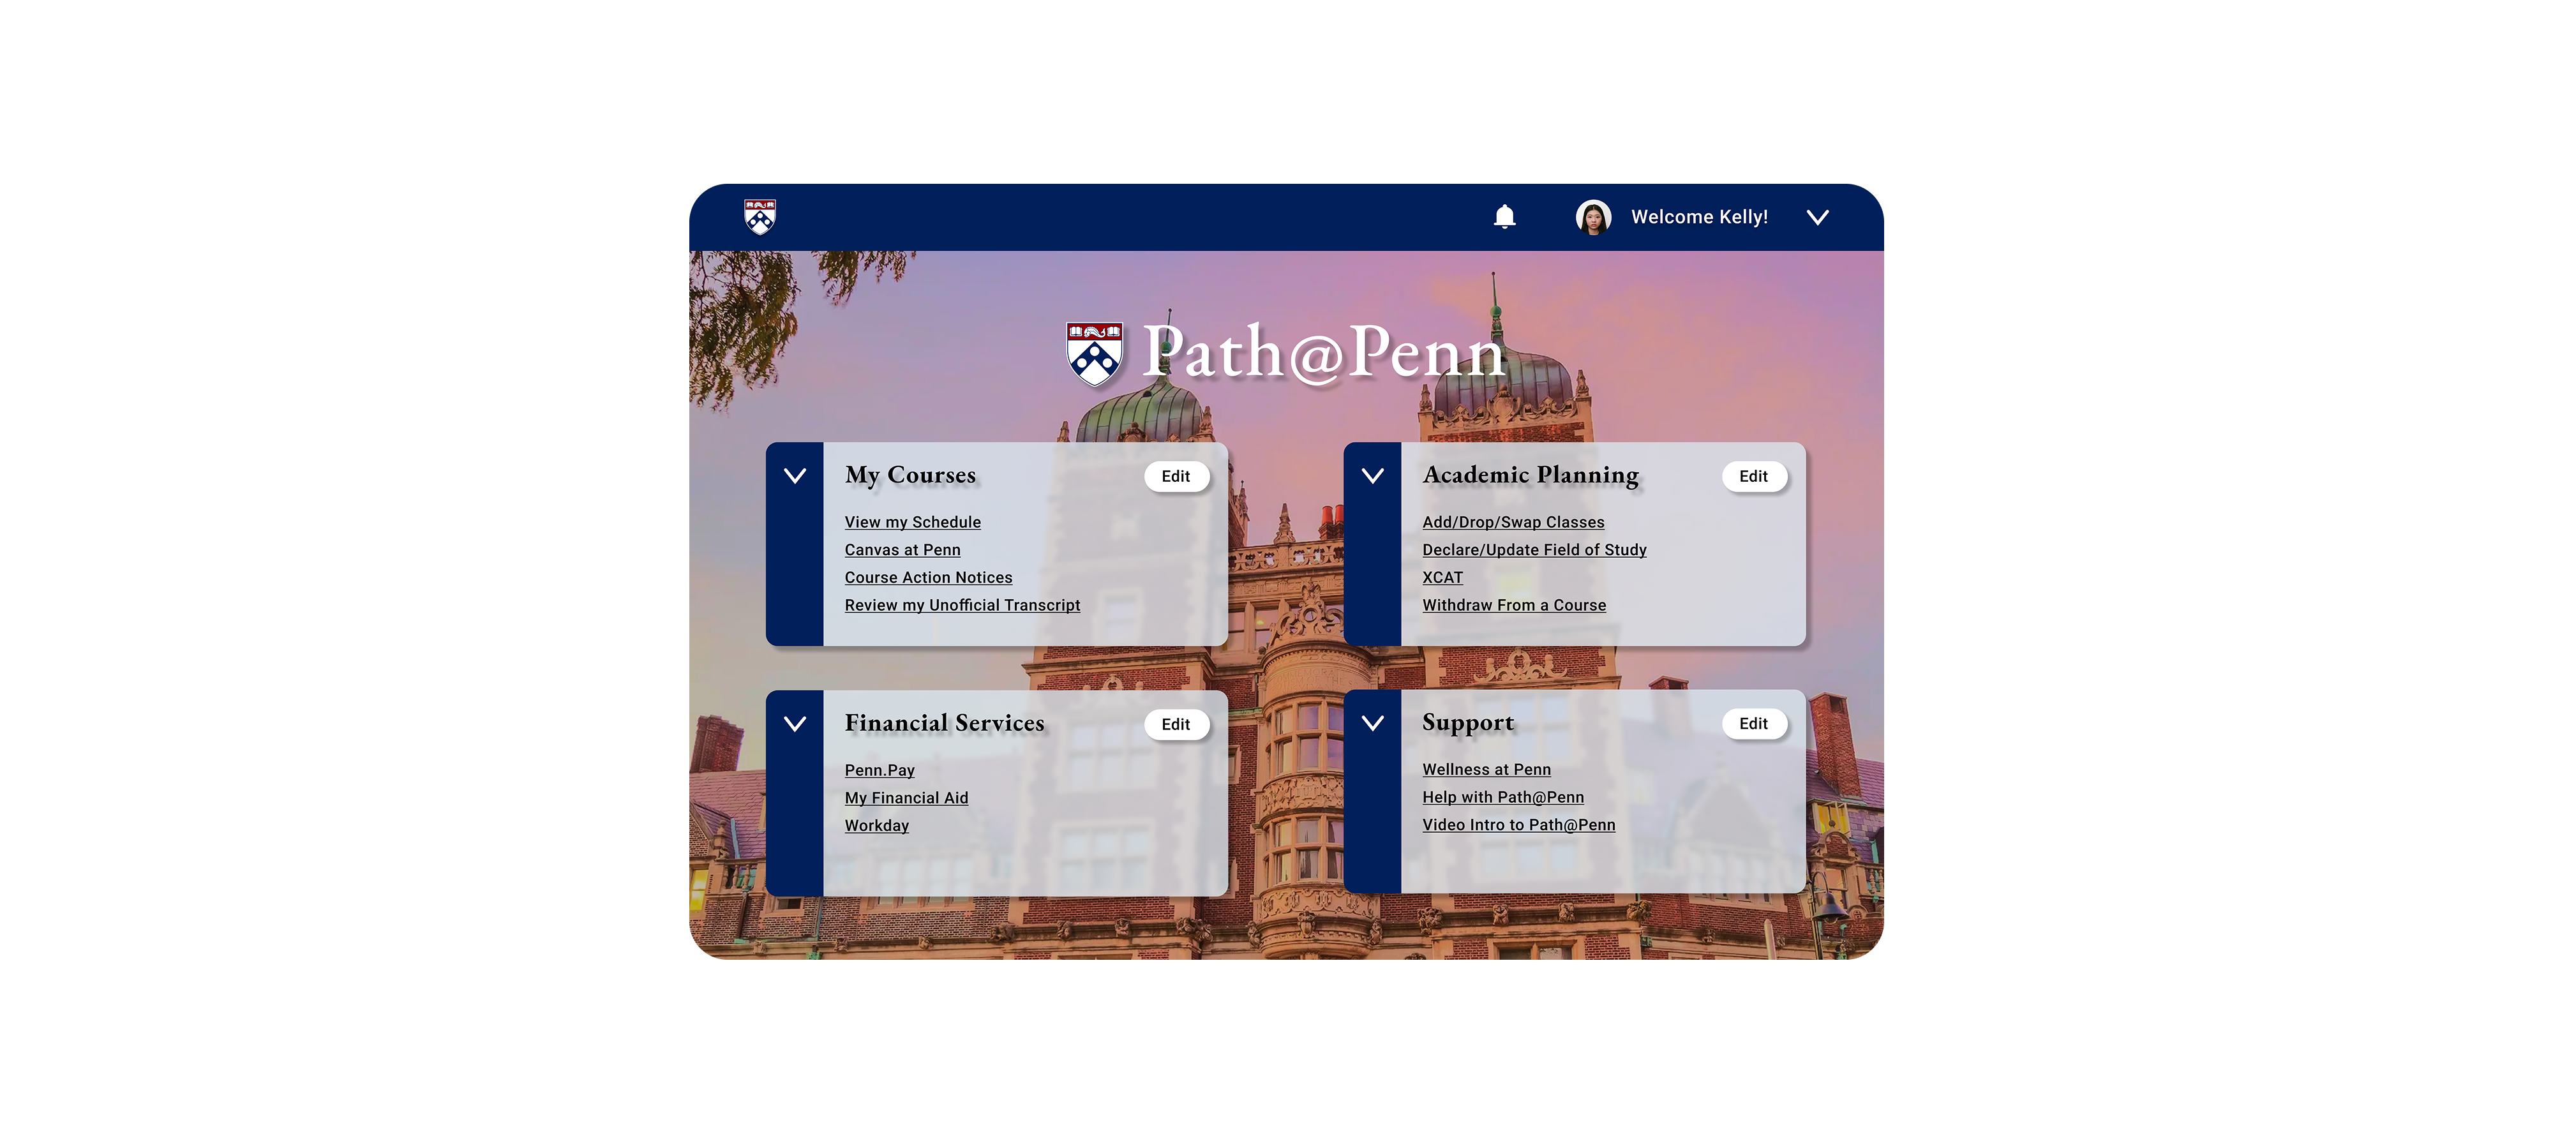 Welcome Kelly!
Path@Penn
My Courses
Edit
View my Schedule
Canvas at Penn
Course Action Notices
Review my Unofficial Transcript
Academic Planning
Edit
Add/Drop/Swap Classes
Declare/Update Field of Study
XCAT
Withdraw From a Course
Financial Services
Edit
Penn.Pay
My Financial Aid
Workday
Support
Edit
Wellness at Penn
Help with Path@Penn
Video Intro to Path@Penn